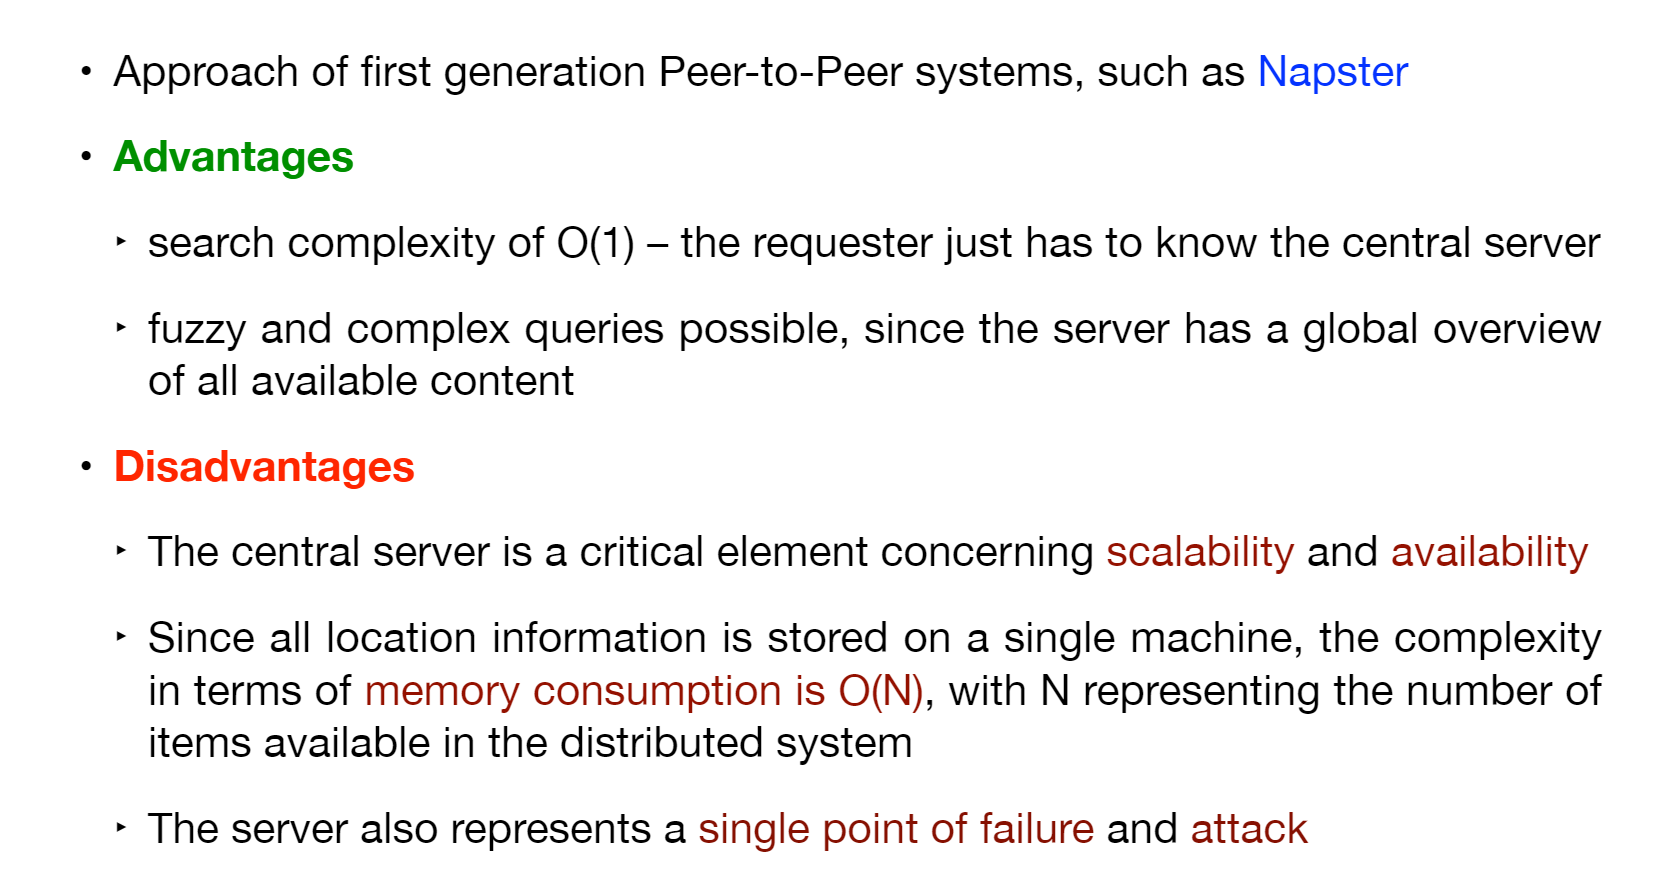 • Approach of first generation Peer-to-Peer systems, such as Napster
• Advantages
‣ search complexity of O(1) – the requester just has to know the central server
‣ fuzzy and complex queries possible, since the server has a global overview
of all available content
• Disadvantages
‣ The central server is a critical element concerning scalability and availability
‣ Since all location information is stored on a single machine, the complexity
in terms of memory consumption is O(N), with N representing the number of
items available in the distributed system
‣ The server also represents a single point of failure and attack